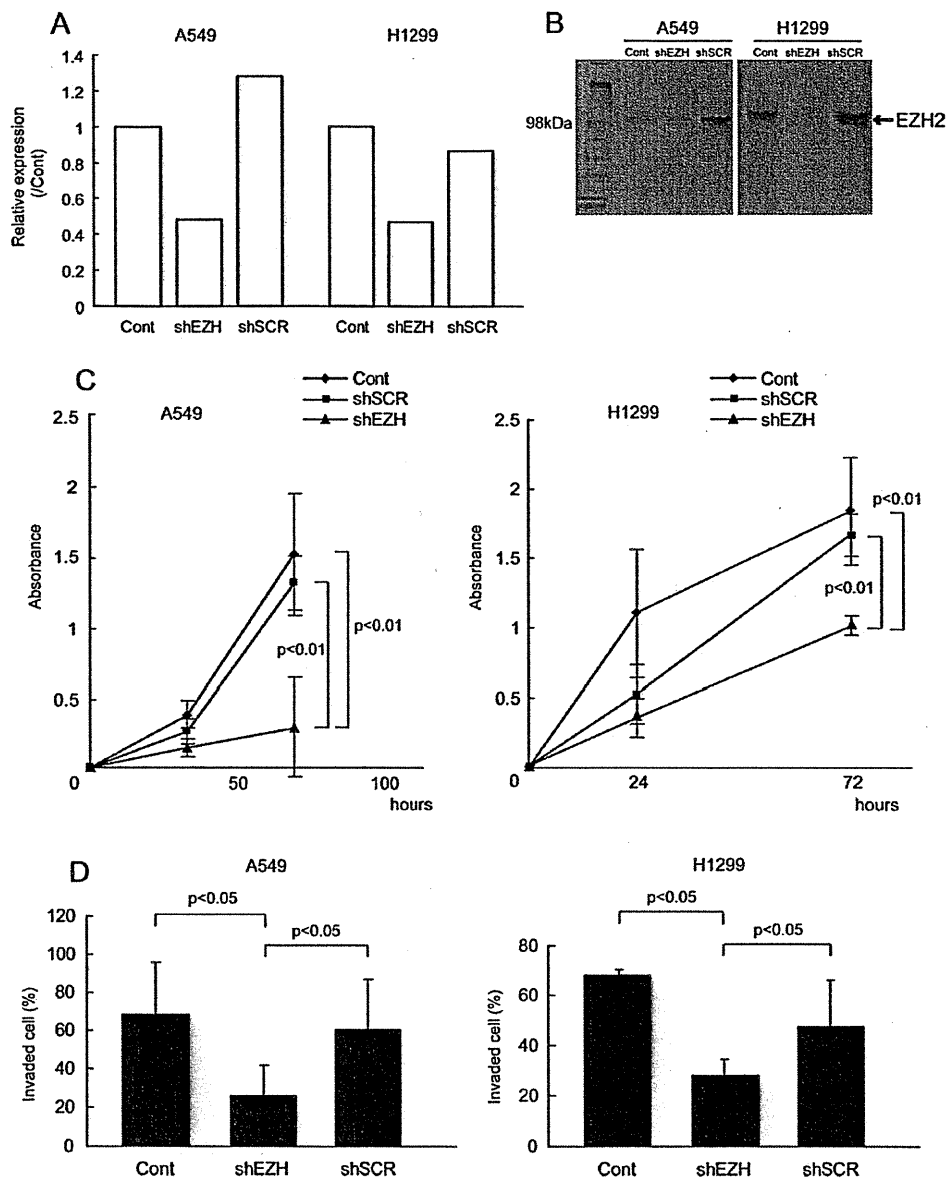 A
A549
H1299
Relative expression
(/Cont)
1.4
1.2
1
0.8
0.6
0.4
0.2
0
Cont
shEZH
shSCR
Cont
shEZH
shSCR
B
A549
H1299
Cont shEZH shSCR
Cont shEZH shSCR
98kDa
EZH2
C
A549
Cont
shSCR
shEZH
Absorbance
2.5
2
1.5
1
0.5
0
50
100
hours
p<0.01
p<0.01
H1299
Cont
shSCR
shEZH
Absorbance
2.5
2
1.5
1
0.5
0
24
72
hours
p<0.01
p<0.01
D
A549
p<0.05
p<0.05
Invaded cell (%)
120
100
80
60
40
20
0
Cont
shEZH
shSCR
H1299
p<0.05
p<0.05
Invaded cell (%)
80
60
40
20
0
Cont
shEZH
shSCR